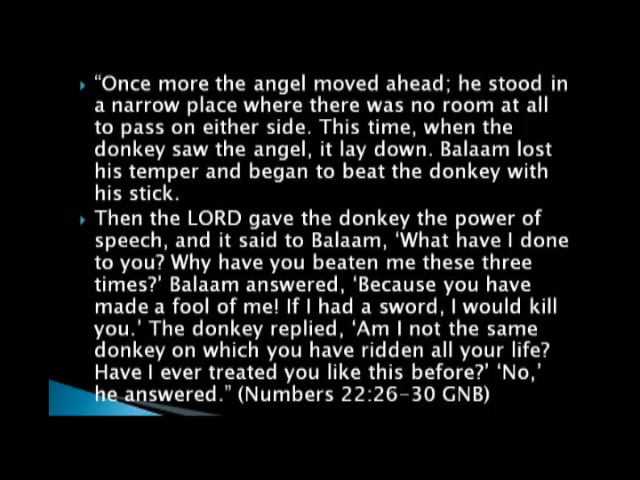 “Once more the angel moved ahead; he stood in
a narrow place where there was no room at all
to pass on either side. This time, when the
donkey saw the angel, it lay down. Balaam lost
his temper and began to beat the donkey with
his stick.
Then the LORD gave the donkey the power of
speech, and it said to Balaam, ‘What have I done
to you? Why have you beaten me these three
times?’ Balaam answered, ‘Because you have
made a fool of me! If I had a sword, I would kill
you.’ The donkey replied, ‘Am I not the same
donkey on which you have ridden all your life?
Have I ever treated you like this before?’ ‘No,’
he answered.” (Numbers 22:26-30 GNB)